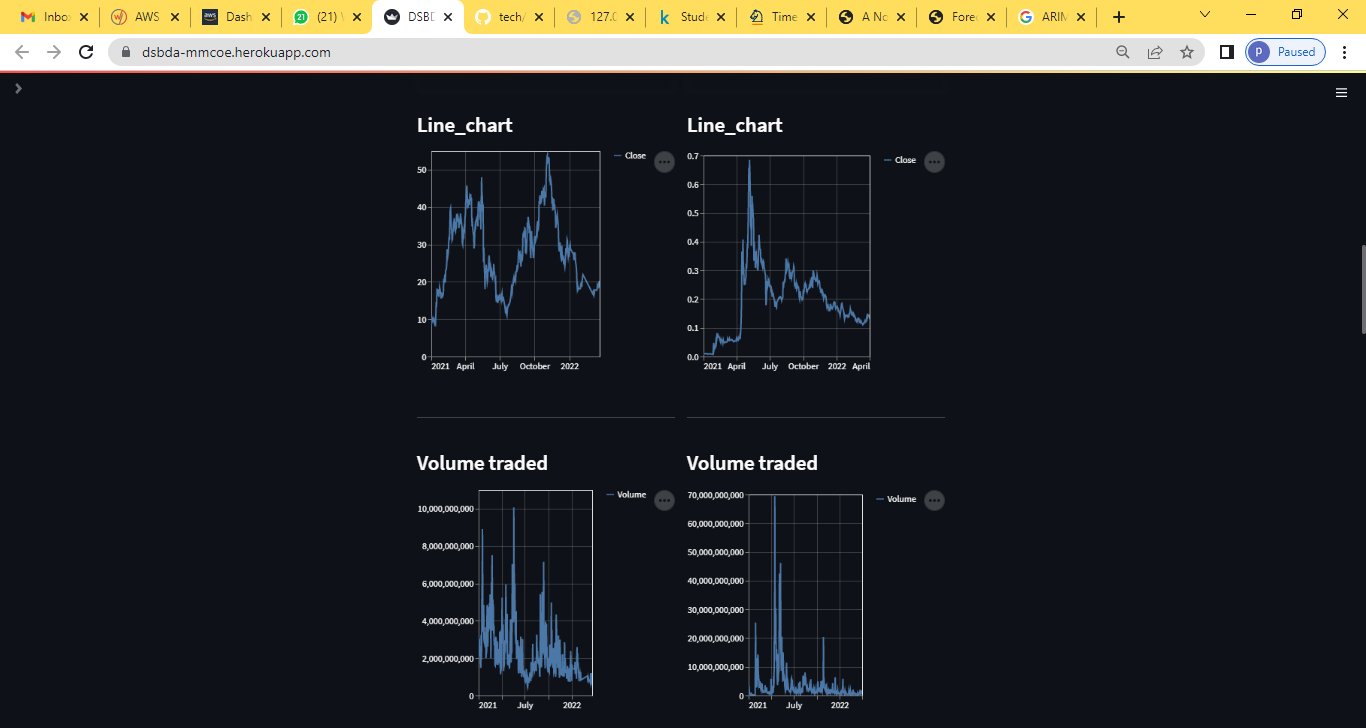 Inbo
AWS
Dash
(21)
DSBD
tech/
127.0
Stude
Time
A No
Fore
ARIM
dsbda-mmcoe.herokuapp.com
P Paused
Line_chart
Close
50
40
30
20
10
0
2021 April July October 2022
Line_chart
Close
0.7
0.6
0.5
0.4
0.3
0.2
0.1
0.0
2021 April July October 2022 April
Volume traded
Volume
10,000,000,000
8,000,000,000
6,000,000,000
4,000,000,000
2,000,000,000
0
2021 July 2022
Volume traded
Volume
70,000,000,000
60,000,000,000
50,000,000,000
40,000,000,000
30,000,000,000
20,000,000,000
10,000,000,000
0
2021 July 2022